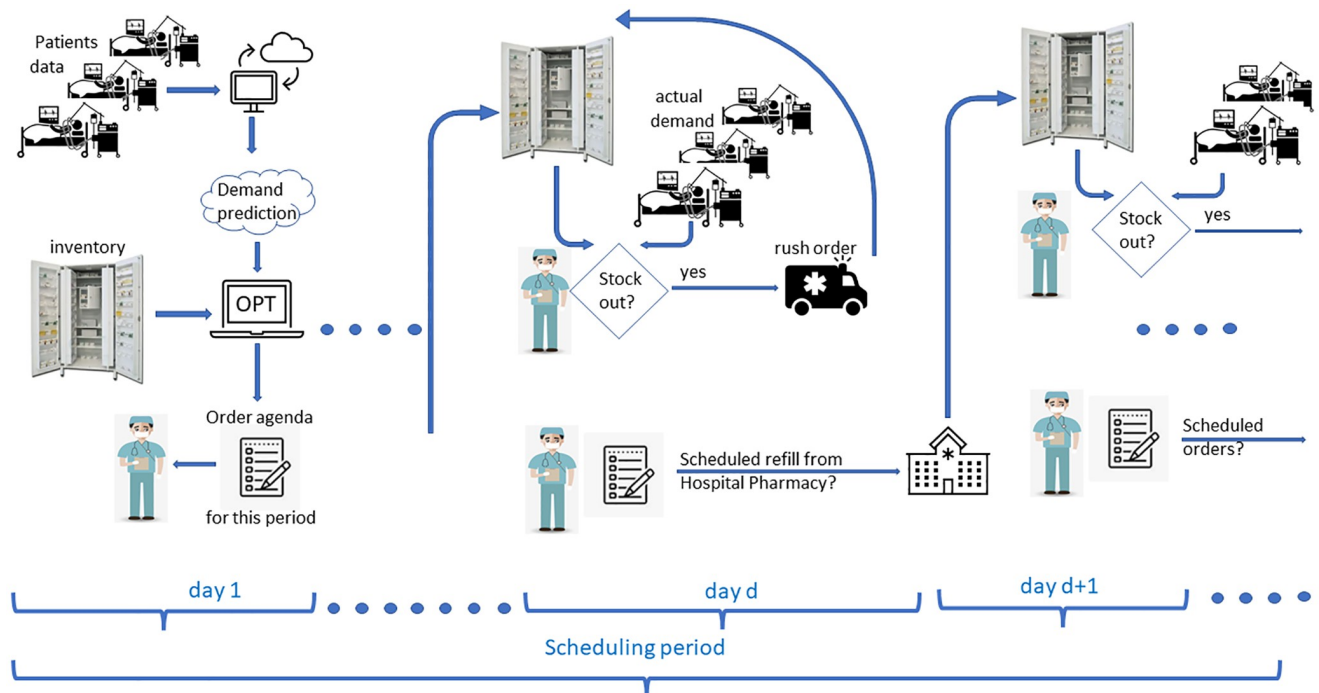 Patients
data
Demand
prediction
inventory
OPT
Order agenda
for this period
actual
demand
Stock
out?
yes
rush order
Scheduled refill from
Hospital Pharmacy?
Stock
out?
yes
Scheduled
orders?
day 1
day d
day d+1
Scheduling period